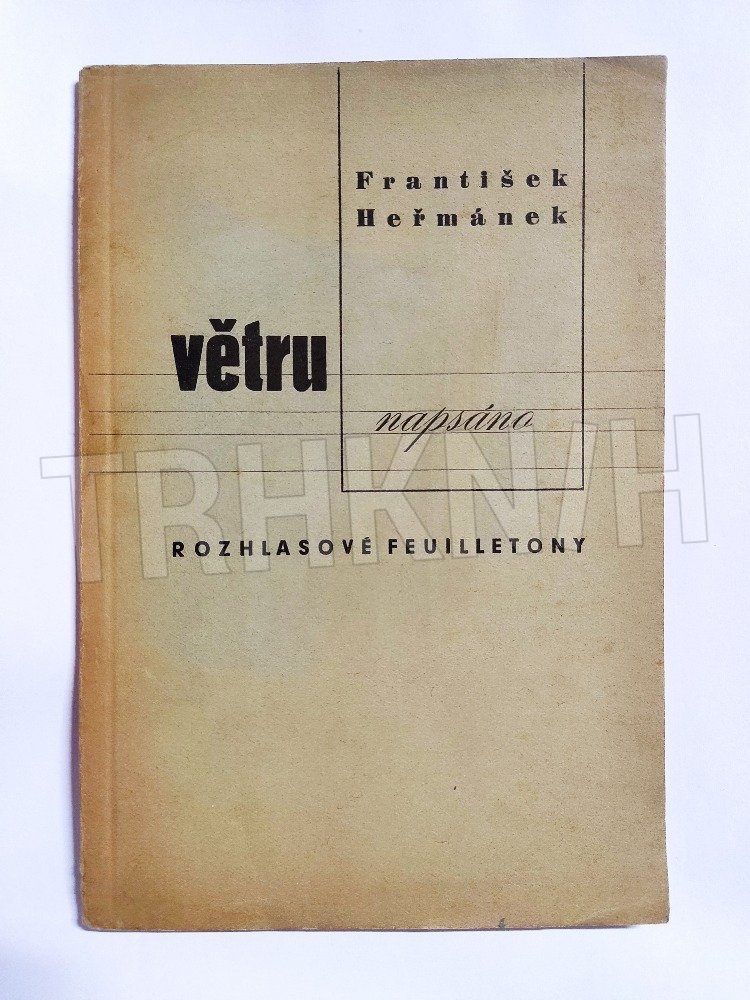 František
Heřmánek
větru
napsáno
ROZHLASOVÉ FEUILLETONY
TRHKNIH